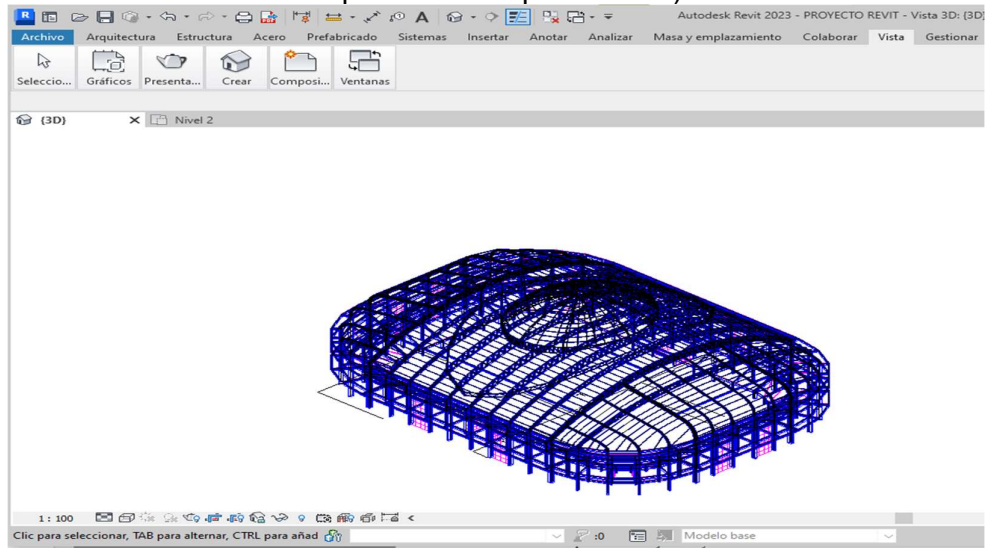 Autodesk Revit 2023 - PROYECTO REVIT - Vista 3D: {3D}
Archivo Arquitectura Estructura Acero Prefabricado Sistemas Insertar Anotar Analizar Masa y emplazamiento Colaborar Vista Gestionar
Seleccio... Gráficos Presenta... Crear Composi... Ventanas
{3D} Nivel 2
1 : 100
Clic para seleccionar, TAB para alternar, CTRL para añad :0 Modelo base